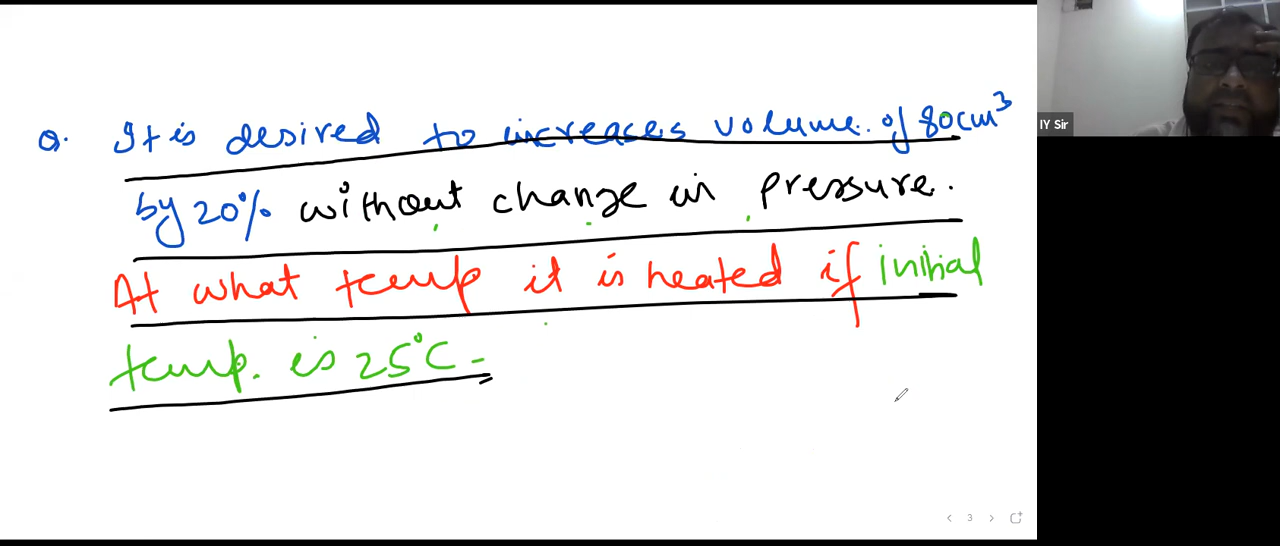 Q. It is desired to increases volume of 80cm³
by 20% without change in pressure.
At what temp it is heated if initial
temp. is 25°C-
IY Sir
3